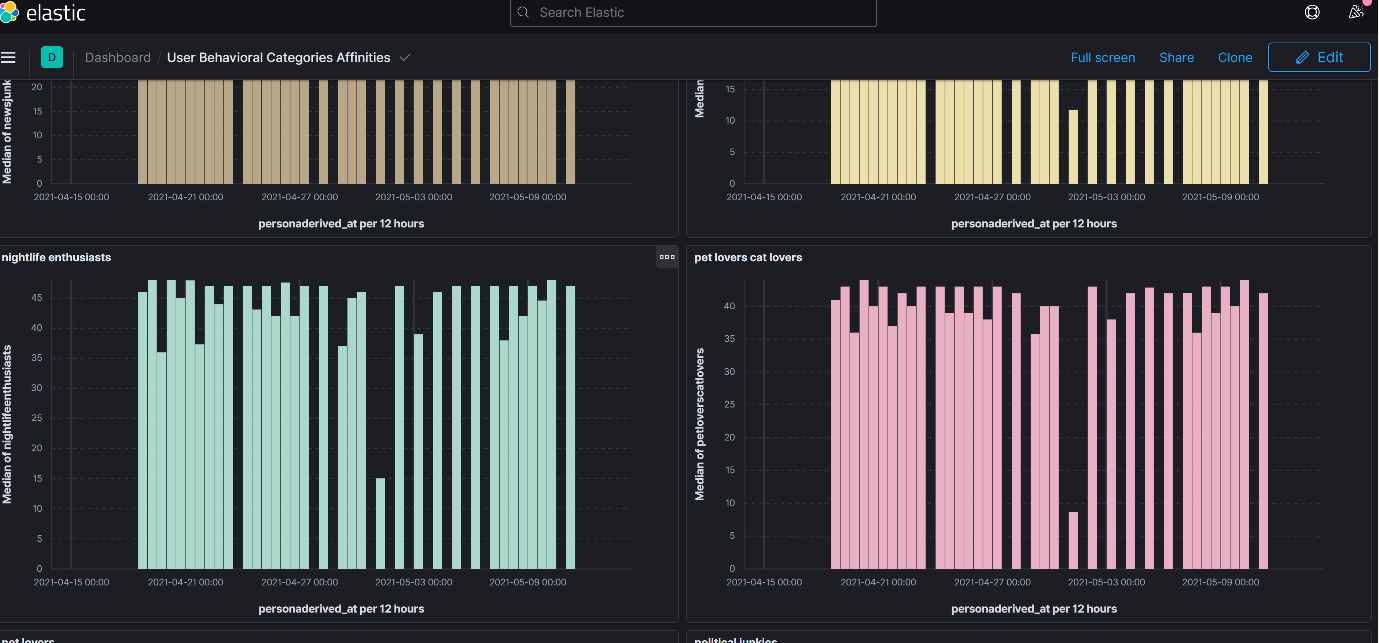 elastic
Search Elastic
D
Dashboard / User Behavioral Categories Affinities
Full screen
Share
Clone
Edit
Median of newsjunk
20
15
10
5
0
2021-04-15 00:00 2021-04-21 00:00 2021-04-27 00:00 2021-05-03 00:00 2021-05-09 00:00
personaderived_at per 12 hours
Median
15
10
5
0
2021-04-15 00:00 2021-04-21 00:00 2021-04-27 00:00 2021-05-03 00:00 2021-05-09 00:00
personaderived_at per 12 hours
nightlife enthusiasts
Median of nightlifeenthusiasts
45
40
35
30
25
20
15
10
5
0
2021-04-15 00:00 2021-04-21 00:00 2021-04-27 00:00 2021-05-03 00:00 2021-05-09 00:00
personaderived_at per 12 hours
pet lovers cat lovers
Median of petloverscatlovers
40
35
30
25
20
15
10
5
0
2021-04-15 00:00 2021-04-21 00:00 2021-04-27 00:00 2021-05-03 00:00 2021-05-09 00:00
personaderived_at per 12 hours
pet lovers
political junkies